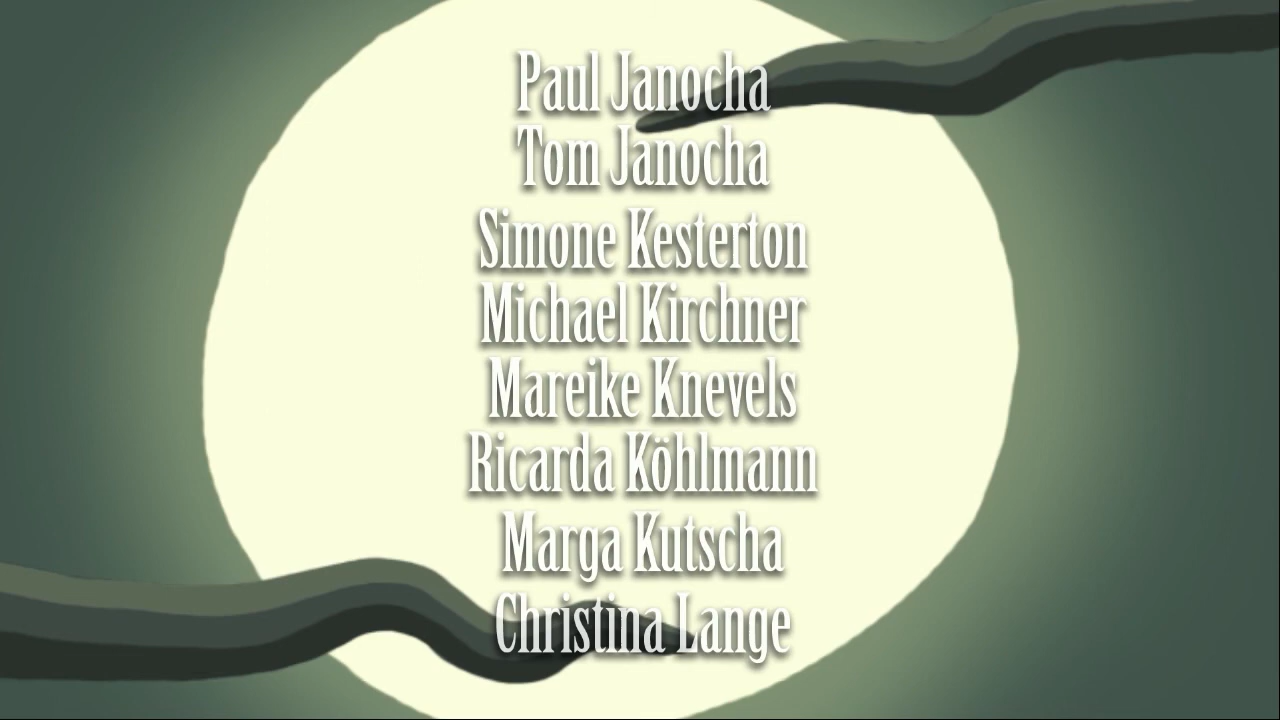 Paul Janocha
Tom Janocha
Simone Kesterton
Michael Kirchner
Mareike Knevels
Ricarda Köhlmann
Marga Kutscha
Christina Lange